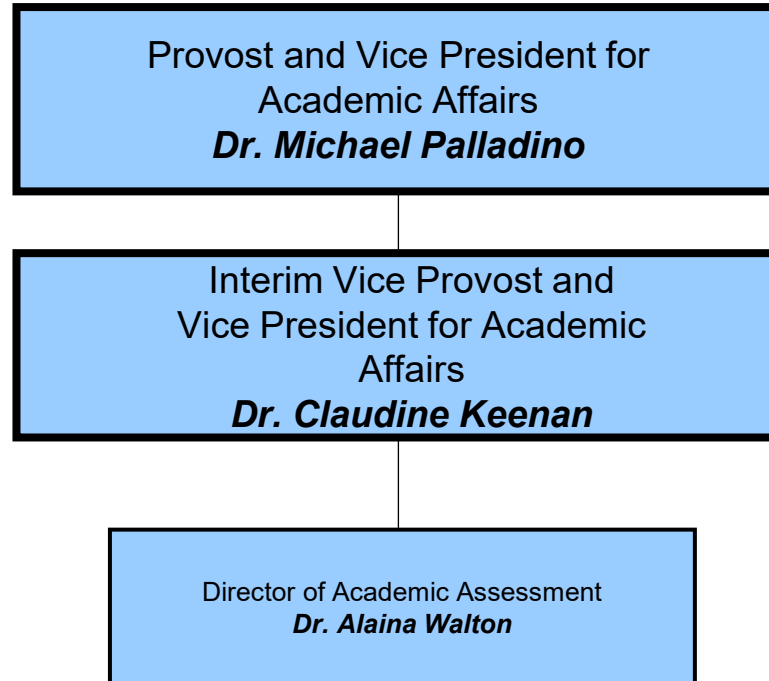 Provost and Vice President for
Academic Affairs
Dr. Michael Palladino
Interim Vice Provost and
Vice President for Academic
Affairs
Dr. Claudine Keenan
Director of Academic Assessment
Dr. Alaina Walton